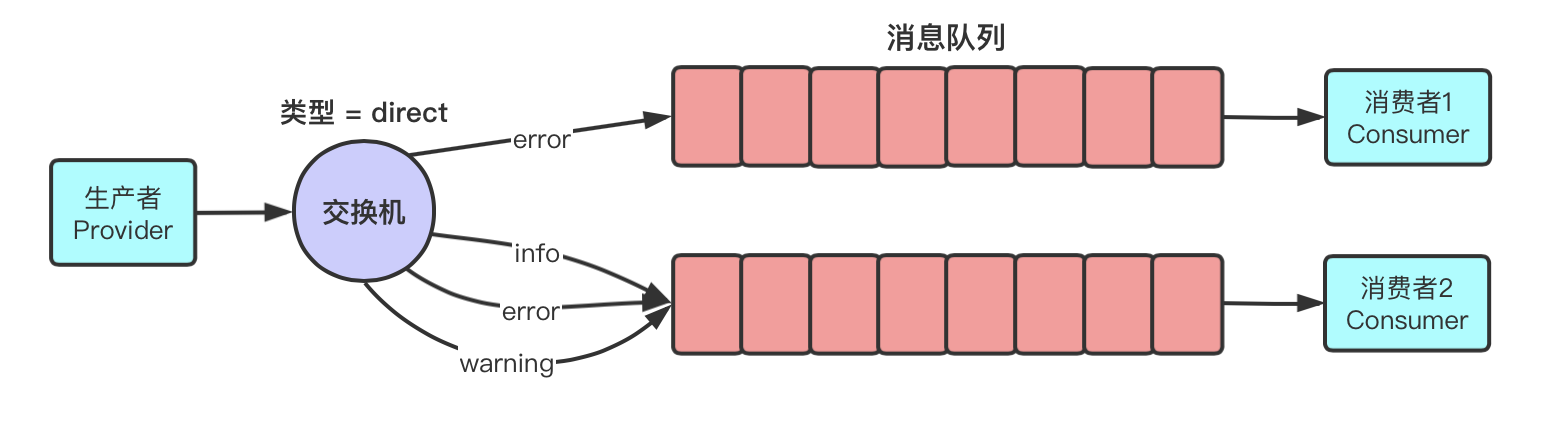 消息队列
类型 = direct
生产者
Provider
交换机
error
info
error
warning
消费者1
Consumer
消费者2
Consumer